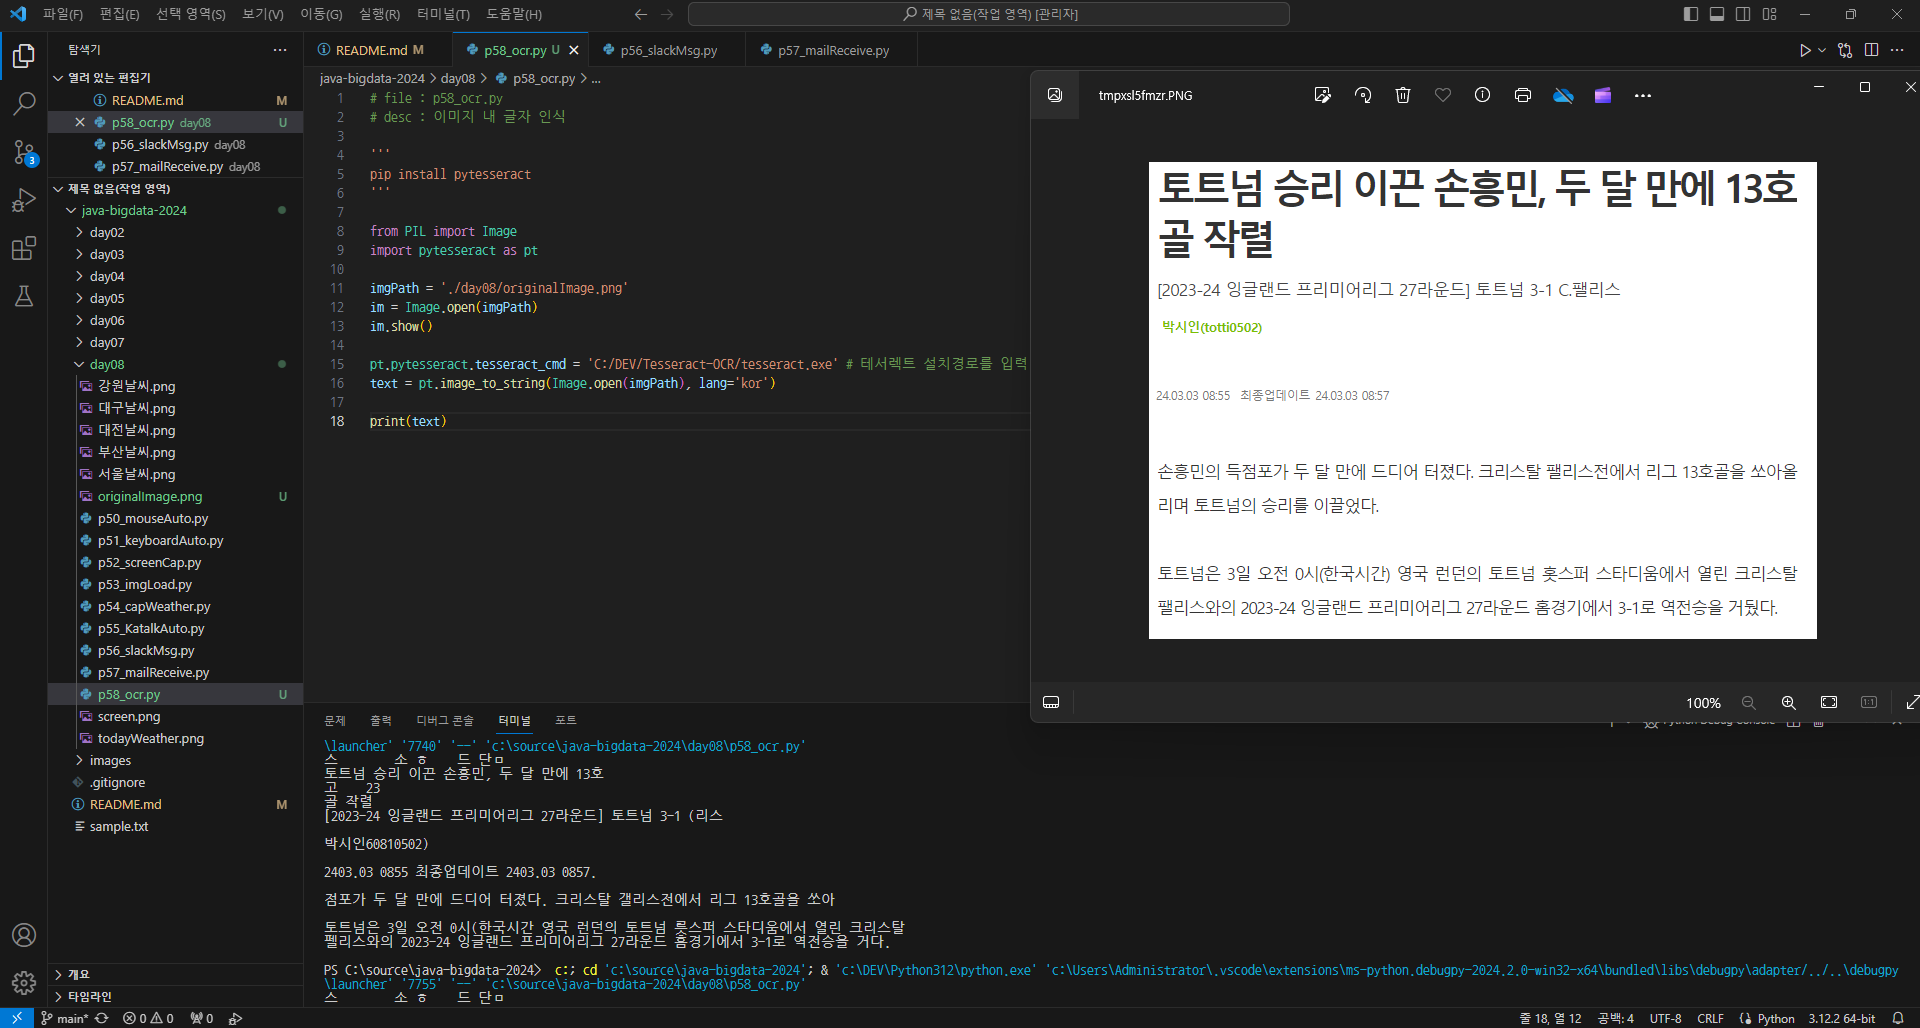 파일(F) 편집(E) 선택 영역(S) 보기(V) 이동(G) 실행(R) 터미널(T) 도움말(H)
제목 없음(작업 영역) [관리자]
탐색기
열려 있는 편집기
README.md M
p58_ocr.py day08 U
p56_slackMsg.py day08
p57_mailReceive.py day08
제목 없음(작업 영역)
java-bigdata-2024
day02
day03
day04
day05
day06
day07
day08
강원날씨.png
대구날씨.png
대전날씨.png
부산날씨.png
서울날씨.png
originalImage.png U
p50_mouseAuto.py
p51_keyboardAuto.py
p52_screenCap.py
p53_imgLoad.py
p54_capWeather.py
p55_KatalkAuto.py
p56_slackMsg.py
p57_mailReceive.py
p58_ocr.py U
screen.png
todayWeather.png
images
.gitignore
README.md M
sample.txt
개요
타임라인
3
README.md M p58_ocr.py U p56_slackMsg.py p57_mailReceive.py
java-bigdata-2024 > day08 > p58_ocr.py > ...
1 # file : p58_ocr.py
2 # desc : 이미지 내 글자 인식
3
4 '''
5 pip install pytesseract
6 '''
7
8 from PIL import Image
9 import pytesseract as pt
10
11 imgPath = './day08/originalImage.png'
12 im = Image.open(imgPath)
13 im.show()
14
15 pt.pytesseract.tesseract_cmd = 'C:/DEV/Tesseract-OCR/tesseract.exe' # 테서렉트 설치경로를 입력
16 text = pt.image_to_string(Image.open(imgPath), lang='kor')
17
18 print(text)
tmpxsl5fmzr.PNG
토트넘 승리 이끈 손흥민, 두 달 만에 13호
골 작렬
[2023-24 잉글랜드 프리미어리그 27라운드] 토트넘 3-1 C.팰리스
박시인(totti0502)
24.03.03 08:55 최종업데이트 24.03.03 08:57
손흥민의 득점포가 두 달 만에 드디어 터졌다. 크리스탈 팰리스전에서 리그 13호골을 쏘아올
리며 토트넘의 승리를 이끌었다.
토트넘은 3일 오전 0시(한국시간) 영국 런던의 토트넘 홋스퍼 스타디움에서 열린 크리스탈
팰리스와의 2023-24 잉글랜드 프리미어리그 27라운드 홈경기에서 3-1로 역전승을 거뒀다.
100%
1:1
문제 출력 디버그 콘솔 터미널 포트
Python Debug Console
\launcher' '7740' '--' 'c:\source\java-bigdata-2024\day08\p58_ocr.py'
스 소 ㅎ 드 단ㅁ
토트넘 승리 이끈 손흥민, 두 달 만에 13호
고 23
골 작렬
[2023-24 잉글랜드 프리미어리그 27라운드] 토트넘 3-1 (리스
박시인60810502)
2403.03 0855 최종업데이트 2403.03 0857.
점포가 두 달 만에 드디어 터졌다. 크리스탈 갤리스전에서 리그 13호골을 쏘아
토트넘은 3일 오전 0시(한국시간 영국 런던의 토트넘 롯스퍼 스타디움에서 열린 크리스탈
펠리스와의 2023-24 잉글랜드 프리미어리그 27라운드 홈경기에서 3-1로 역전승을 거다.
PS C:\source\java-bigdata-2024> c:; cd 'c:\source\java-bigdata-2024'; & 'c:\DEV\Python312\python.exe' 'c:\Users\Administrator\.vscode\extensions\ms-python.debugpy-2024.2.0-win32-x64\bundled\libs\debugpy\adapter/../..\debugpy
\launcher' '7755' '--' 'c:\source\java-bigdata-2024\day08\p58_ocr.py'
스 소 ㅎ 드 단ㅁ
main* 0 0 0
줄 18, 열 12 공백: 4 UTF-8 CRLF Python 3.12.2 64-bit